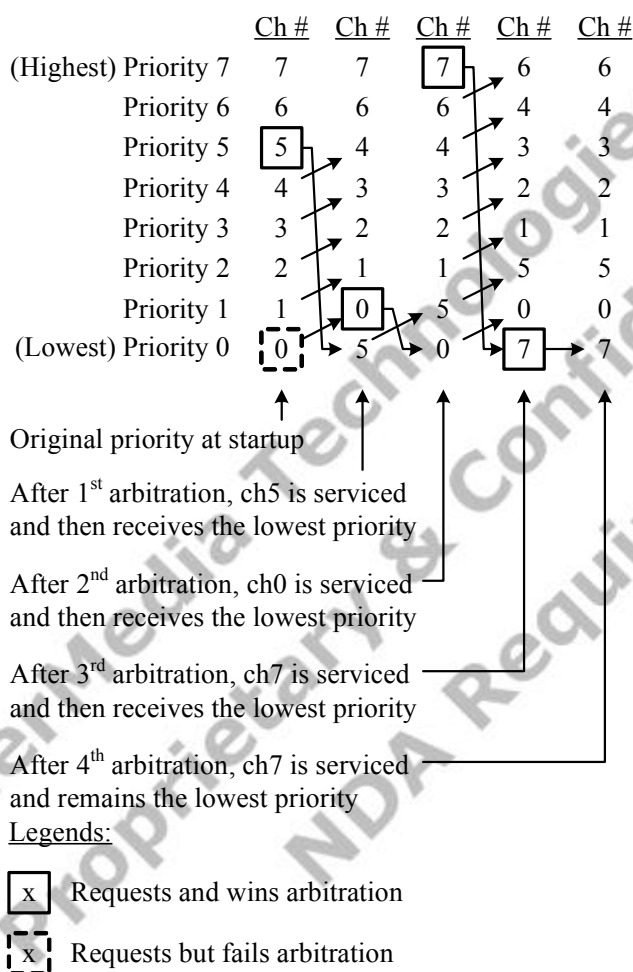 Ch # Ch # Ch # Ch # Ch #
(Highest) Priority 7 7 7 7 6 6
Priority 6 6 6 6 4 4
Priority 5 5 4 4 3 3
Priority 4 4 3 3 2 2
Priority 3 3 2 2 1 1
Priority 2 2 1 1 5 5
Priority 1 1 0 5 0 0
(Lowest) Priority 0 0 5 0 7 7
Original priority at startup
After 1st arbitration, ch5 is serviced
and then receives the lowest priority
After 2nd arbitration, ch0 is serviced
and then receives the lowest priority
After 3rd arbitration, ch7 is serviced
and then receives the lowest priority
After 4th arbitration, ch7 is serviced
and remains the lowest priority
Legends:
x Requests and wins arbitration
x Requests but fails arbitration
Proprietary &
NDA